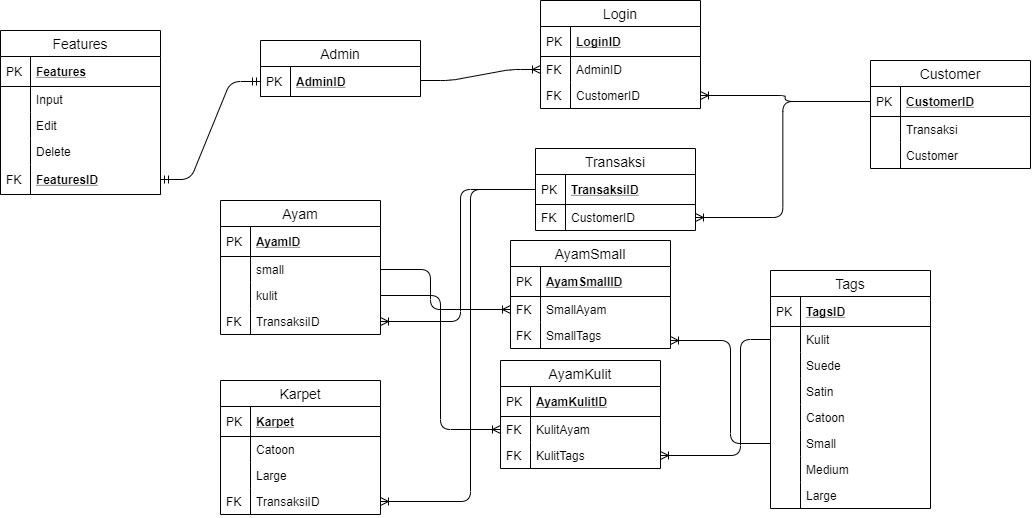 Features
PK Features
Input
Edit
Delete
FK FeaturesID
Admin
PK AdminID
Login
PK LoginID
FK AdminID
FK CustomerID
Customer
PK CustomerID
Transaksi
Customer
Transaksi
PK TransaksiID
FK CustomerID
Ayam
PK AyamID
small
kulit
FK TransaksiID
AyamSmall
PK AyamSmallID
FK SmallAyam
FK SmallTags
Tags
PK TagsID
Kulit
Suede
Satin
Catoon
Small
Medium
Large
AyamKulit
PK AyamKulitID
FK KulitAyam
FK KulitTags
Karpet
PK Karpet
Catoon
Large
FK TransaksiID